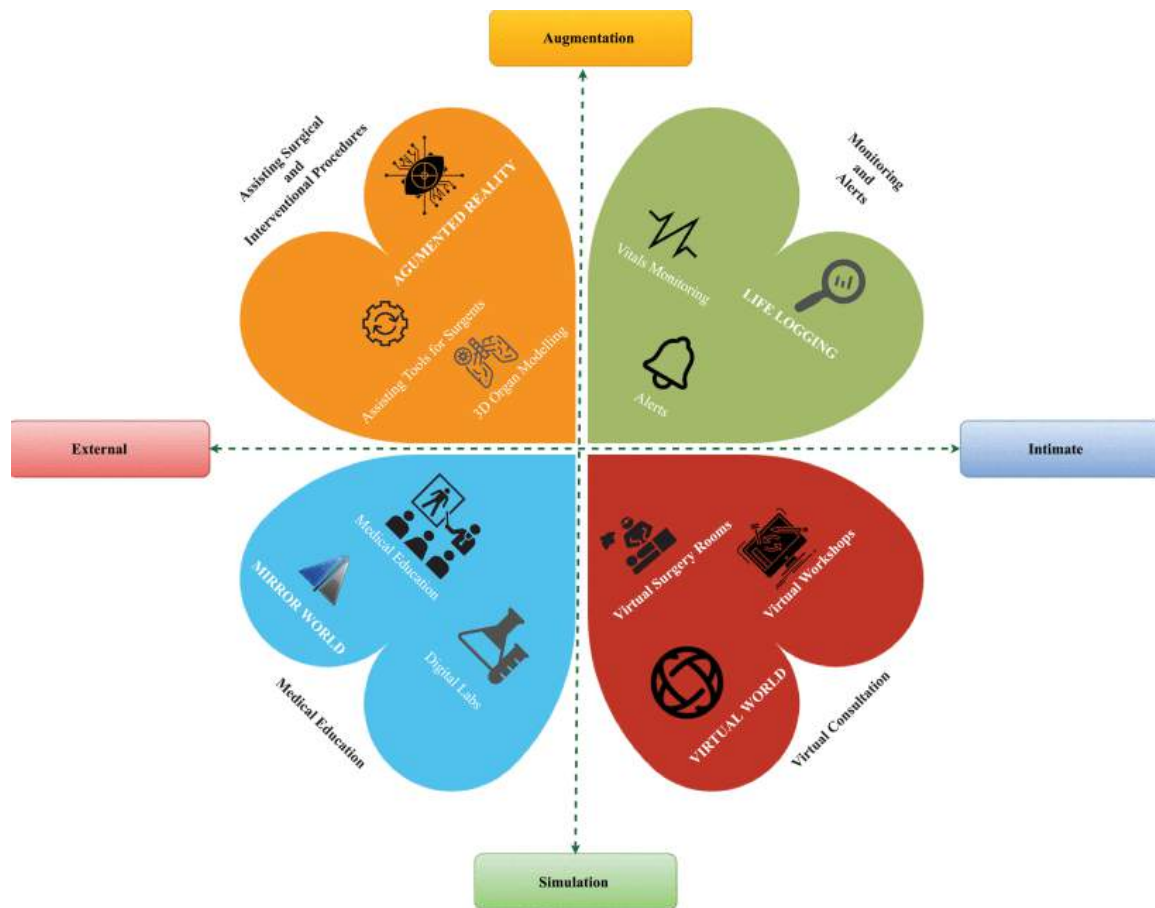 Augmentation
Assisting Surgical
and
Interventional Procedures
AGUMENTED REALITY
Assisting Tools for Surgents
3D Organ Modelling
Monitoring
and
Alerts
Vitals Monitoring
LIFE LOGGING
Alerts
External
Intimate
Medical Education
MIRROR WORLD
Digital Labs
Medical Education
Virtual Surgery Rooms
Virtual Workshops
VIRTUAL WORLD
Virtual Consultation
Simulation